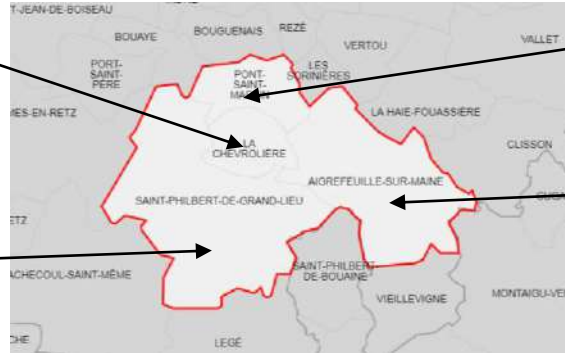 T-JEAN-DE-BOISEAU
BOUAYE
BOUGUENAIS
REZÉ
VERTOU
VALLET
PORT-
SAINT-
PÈRE
PONT-
SAINT-
LES
SORINIÈRES
MES-EN-RETZ
LA HAIE-FOUASSIÈRE
CLISSON
LA
CHEVROLIÈRE
AIGREFEUILLE-SUR-MAINE
SAINT-PHILBERT-DE-GRAND-LIEU
ETZ
ACHECOUL-SAINT-MÊME
SAINT-PHILBERT-
DE-BOUAINE
VIEILLEVIGNE
MONTAIGU-VE
CHE
LEGÉ